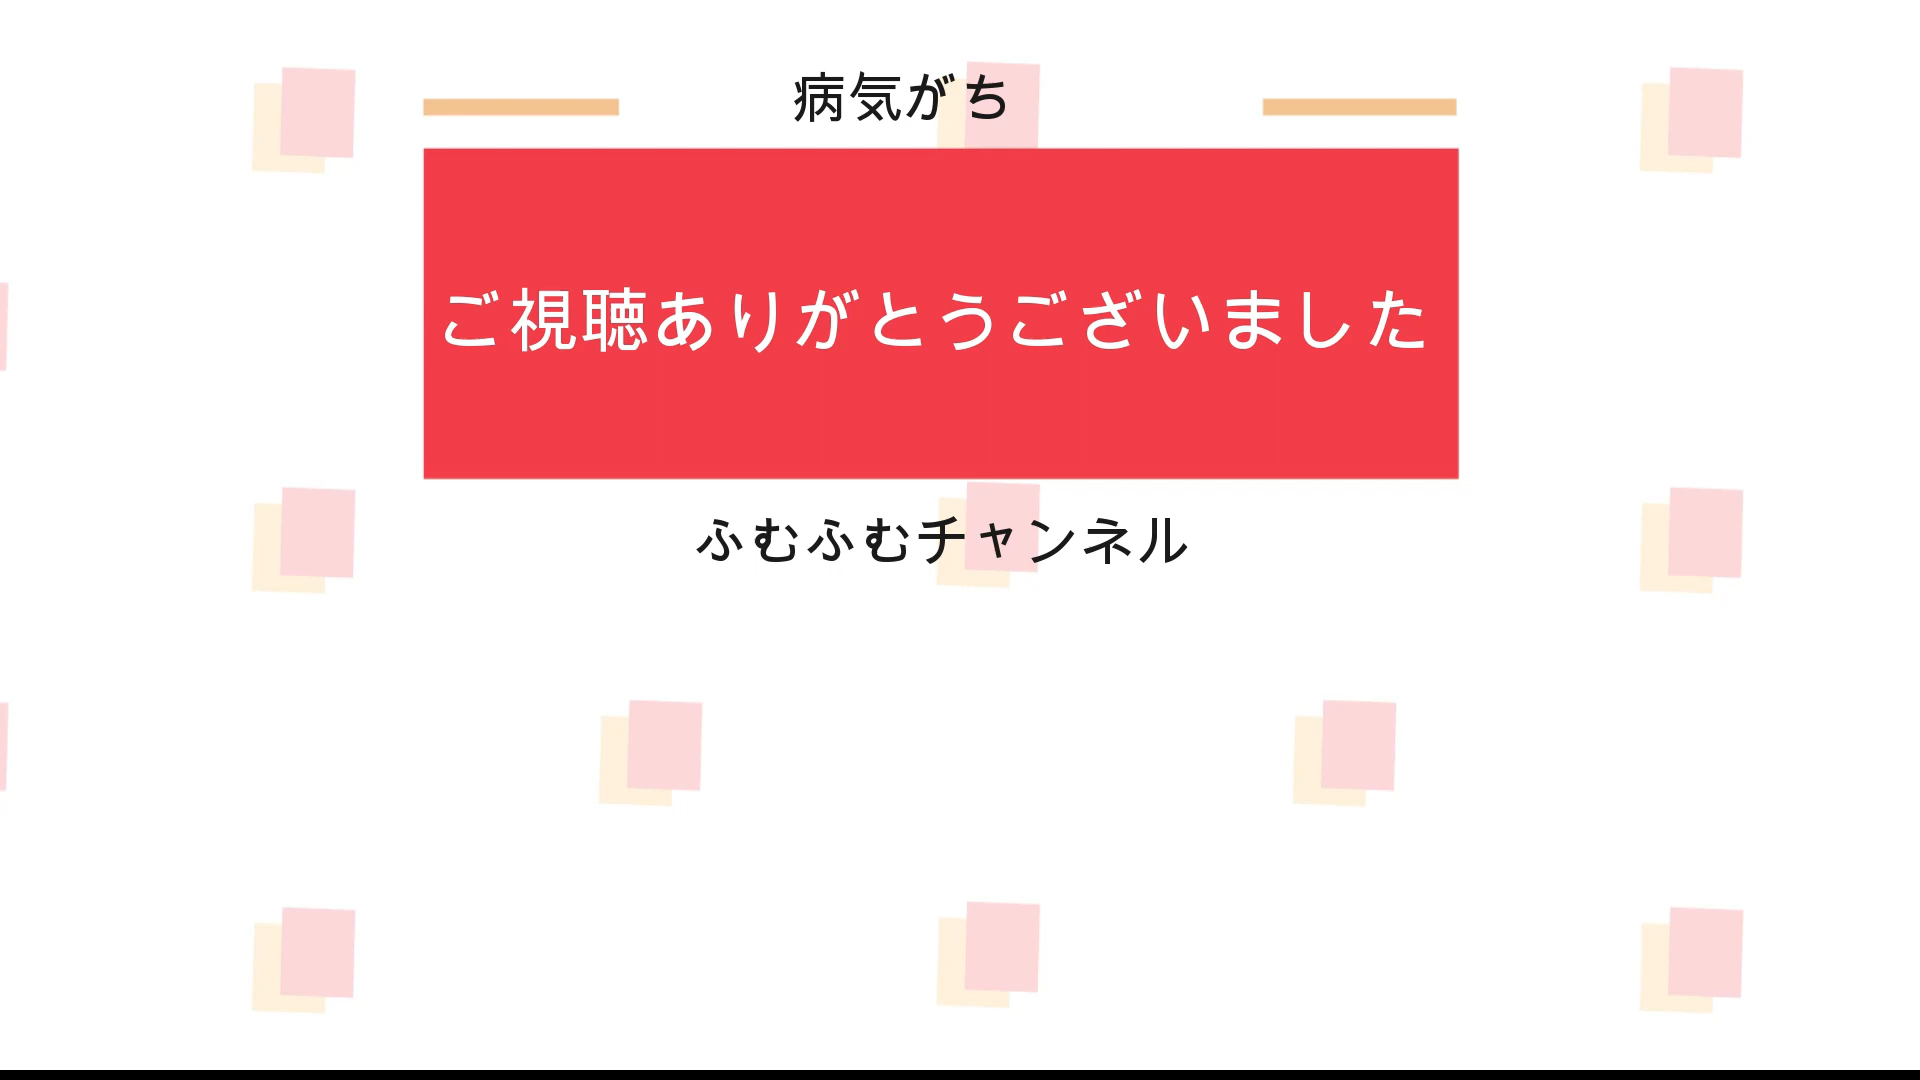 病気がち
ご視聴ありがとうございました
ふむふむチャンネル